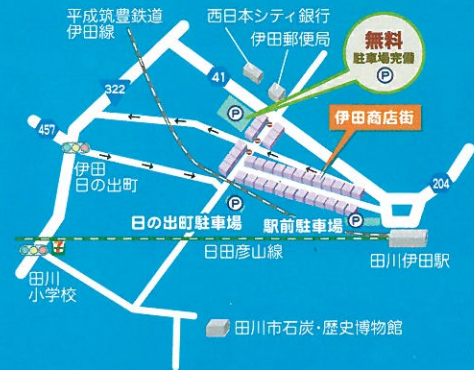 平成筑豊鉄道
伊田線
西日本シティ銀行
伊田郵便局
無料
駐車場完備
P
322
41
P
伊田商店街
457
伊田
日の出町
204
P
日の出町駐車場
駅前駐車場
P
日田彦山線
田川伊田駅
7
田川
小学校
田川市石炭・歴史博物館